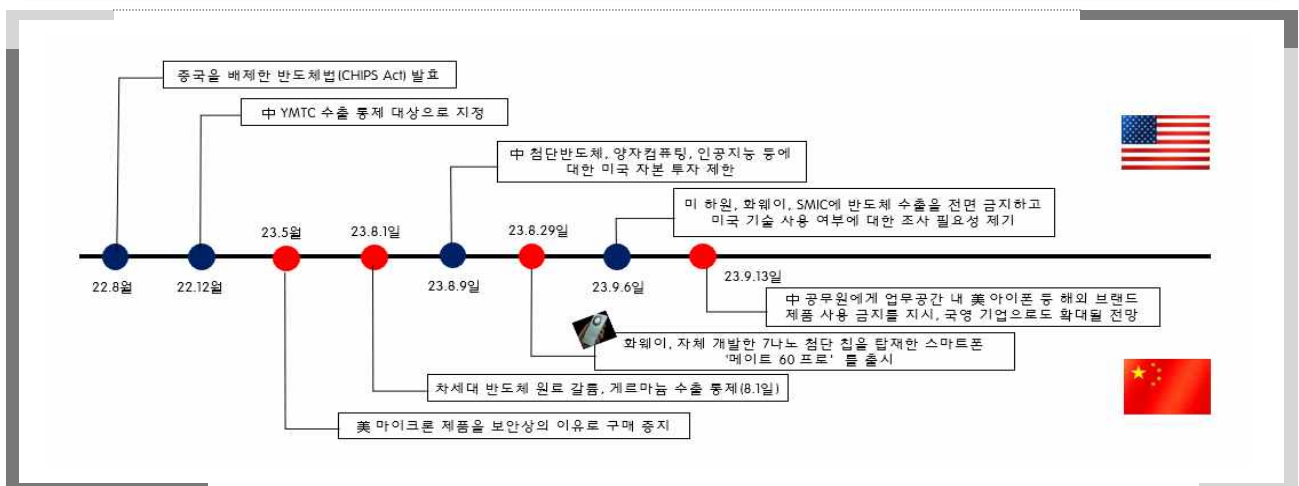 중국을 배제한 반도체법(CHIPS Act) 발효
中 YMTC 수출 통제 대상으로 지정
中 첨단반도체, 양자컴퓨팅, 인공지능 등에
대한 미국 자본 투자 제한
미 하원, 화웨이, SMIC에 반도체 수출을 전면 금지하고
미국 기술 사용 여부에 대한 조사 필요성 제기
23.5월
23.8.1일
23.8.29일
22.8월
22.12월
23.8.9일
23.9.6일
23.9.13일
中 공무원에게 업무공간 내 美 아이폰 등 해외 브랜드
제품 사용 금지를 지시, 국영 기업으로도 확대될 전망
화웨이, 자체 개발한 7나노 첨단 칩을 탑재한 스마트폰
'메이트 60 프로' 를 출시
차세대 반도체 원료 갈륨, 게르마늄 수출 통제(8.1일)
美 마이크론 제품을 보안상의 이유로 구매 중지